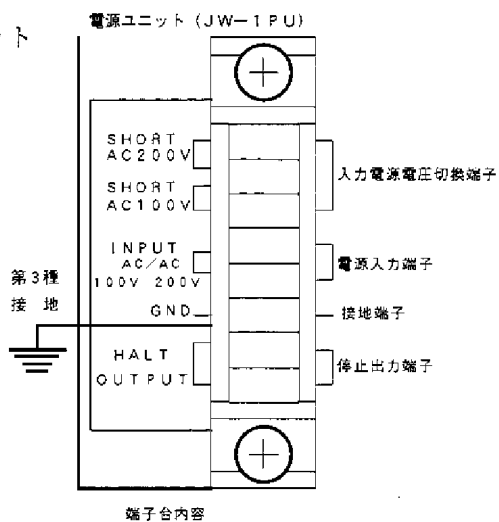 ット
電源ユニット (JW-1PU)
SHORT
AC200V
SHORT
AC100V
入力電源電圧切換端子
INPUT
AC/AC
100V 200V
電源入力端子
第3種
接 地
GND
接地端子
HALT
OUTPUT
停止出力端子
端子台内容